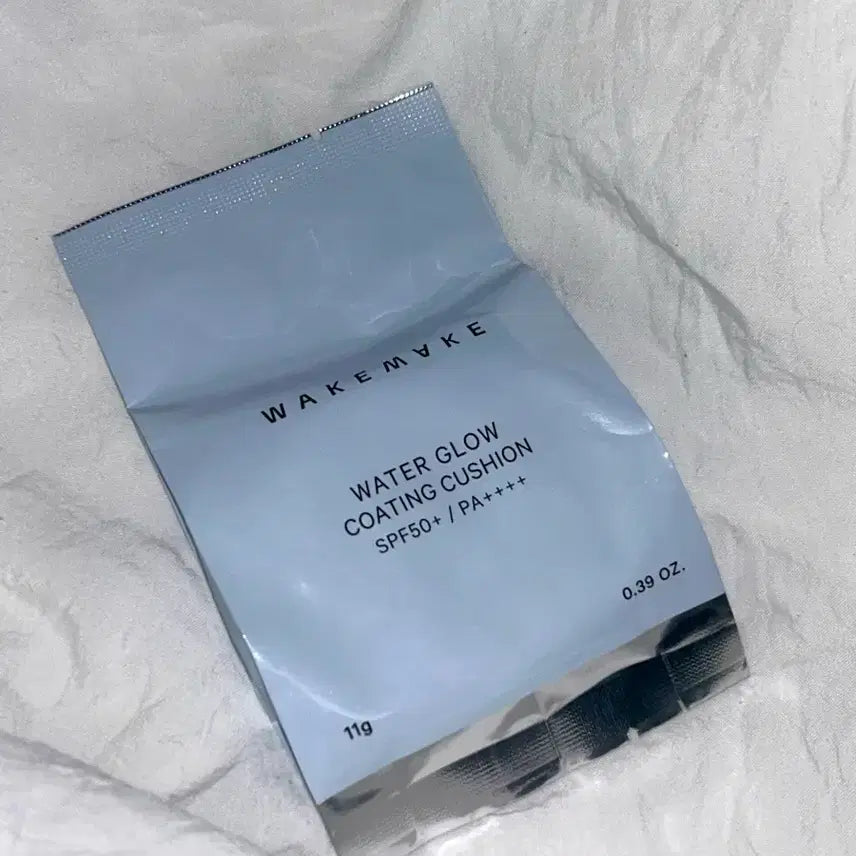 WAKEMAKE
WATER GLOW
COATING CUSHION
SPF50+ / PA++++
0.39 OZ.
11g